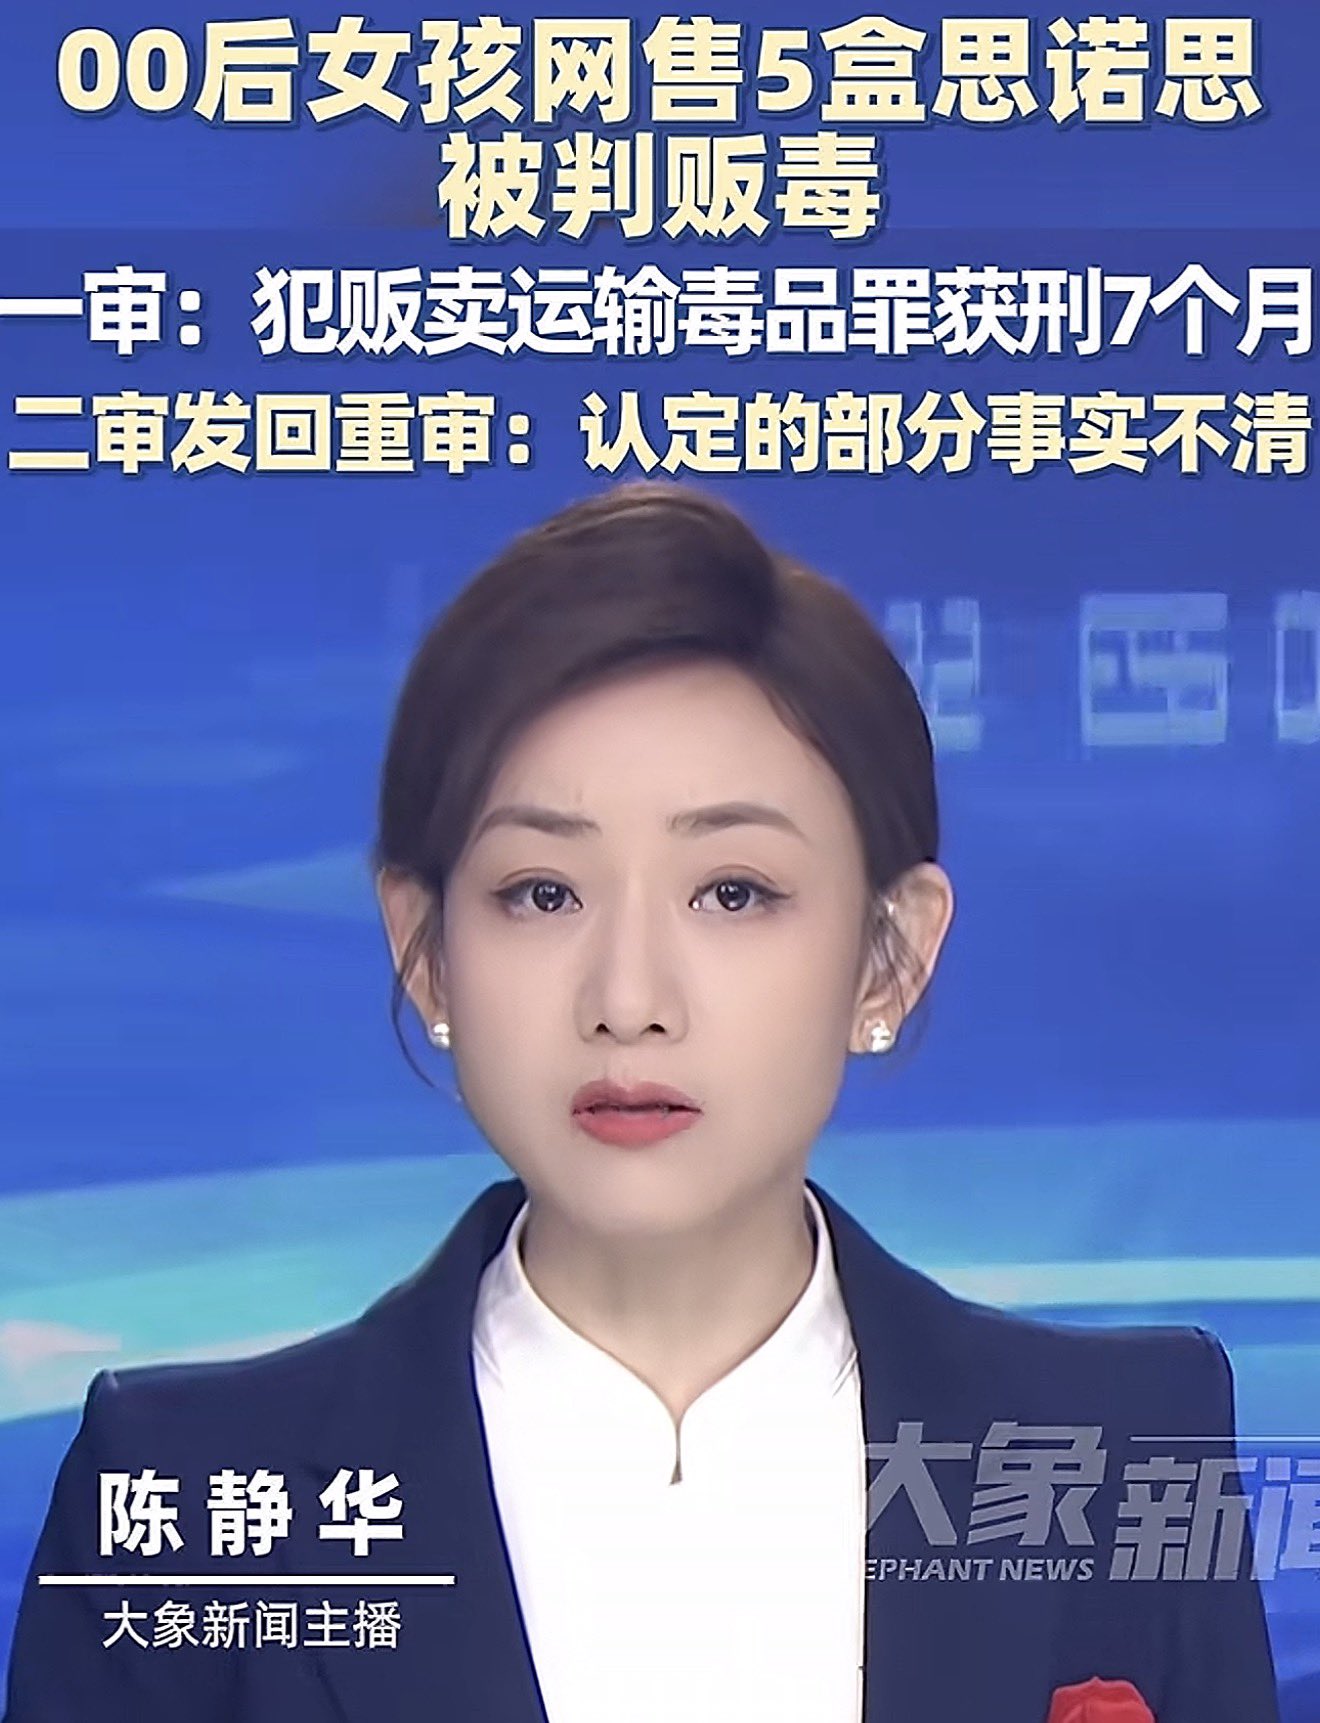 00后女孩网售5盒思诺思
被判贩毒
一审：犯贩卖运输毒品罪获刑7个月
二审发回重审：认定的部分事实不清
陈静华
大象新闻主播
大象新闻
EPHANT NEWS